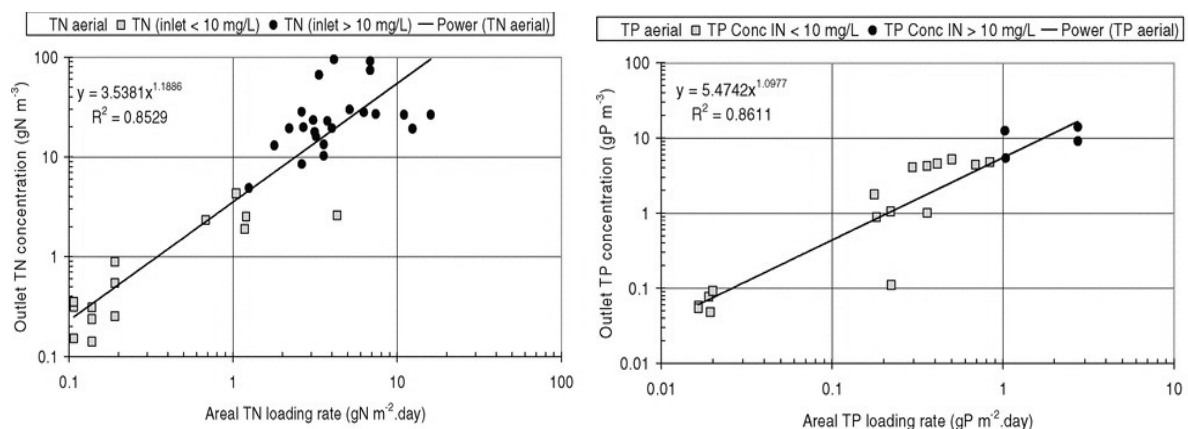 TN aerial TN (inlet < 10 mg/L) TN (inlet > 10 mg/L) Power (TN aerial)
100
y = 3.5381x^1.1886
R² = 0.8529
10
1
0.1
0.1 1 10 100
Outlet TN concentration (gN m⁻³)
Areal TN loading rate (gN m⁻².day)
TP aerial TP Conc IN < 10 mg/L TP Conc IN > 10 mg/L Power (TP aerial)
100
y = 5.4742x^1.0977
R² = 0.8611
10
1
0.1
0.01
0.01 0.1 1 10
Outlet TP concentration (gP m⁻³)
Areal TP loading rate (gP m⁻².day)